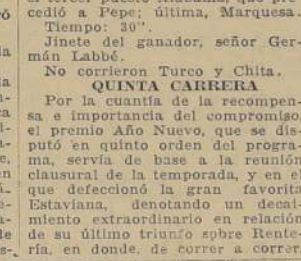 cedió a Pepe; última, Marquesa.
Tiempo: 30".
Jinete del ganador, señor Ger-
mán Labbé.
No corrieron Turco y Chita.
QUINTA CARRERA
Por la cuantía de la recompen-
sa e importancia del compromiso,
el premio Año Nuevo, que se dis-
putó en quinto orden del progra-
ma, servía de base a la reunión
clausural de la temporada, y en el
que defeccionó la gran favorita
Estaviana, denotando un decai-
miento extraordinario en relación
de su último triunfo sobre Rente-
ría, en donde, de correr a correr